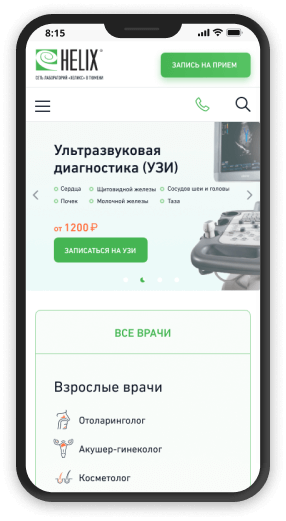 8:15
HELIX®
СЕТЬ ЛАБОРАТОРИЙ «ХЕЛИКС» В ТЮМЕНИ
ЗАПИСЬ НА ПРИЕМ
Ультразвуковая
диагностика (УЗИ)
Сердца Щитовидной железы Сосудов шеи и головы
Почек Молочной железы Таза
от 1200 ₽
ЗАПИСАТЬСЯ НА УЗИ
ВСЕ ВРАЧИ
Взрослые врачи
Отоларинголог
Акушер-гинеколог
Косметолог